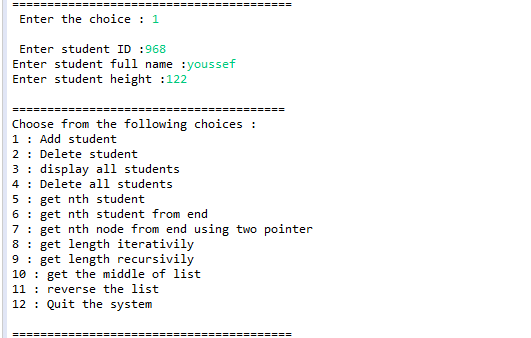 ========================================
Enter the choice : 1
Enter student ID :968
Enter student full name :youssef
Enter student height :122
=======================================
Choose from the following choices :
1 : Add student
2 : Delete student
3 : display all students
4 : Delete all students
5 : get nth student
6 : get nth student from end
7 : get nth node from end using two pointer
8 : get length iterativily
9 : get length recursivily
10 : get the middle of list
11 : reverse the list
12 : Quit the system
========================================